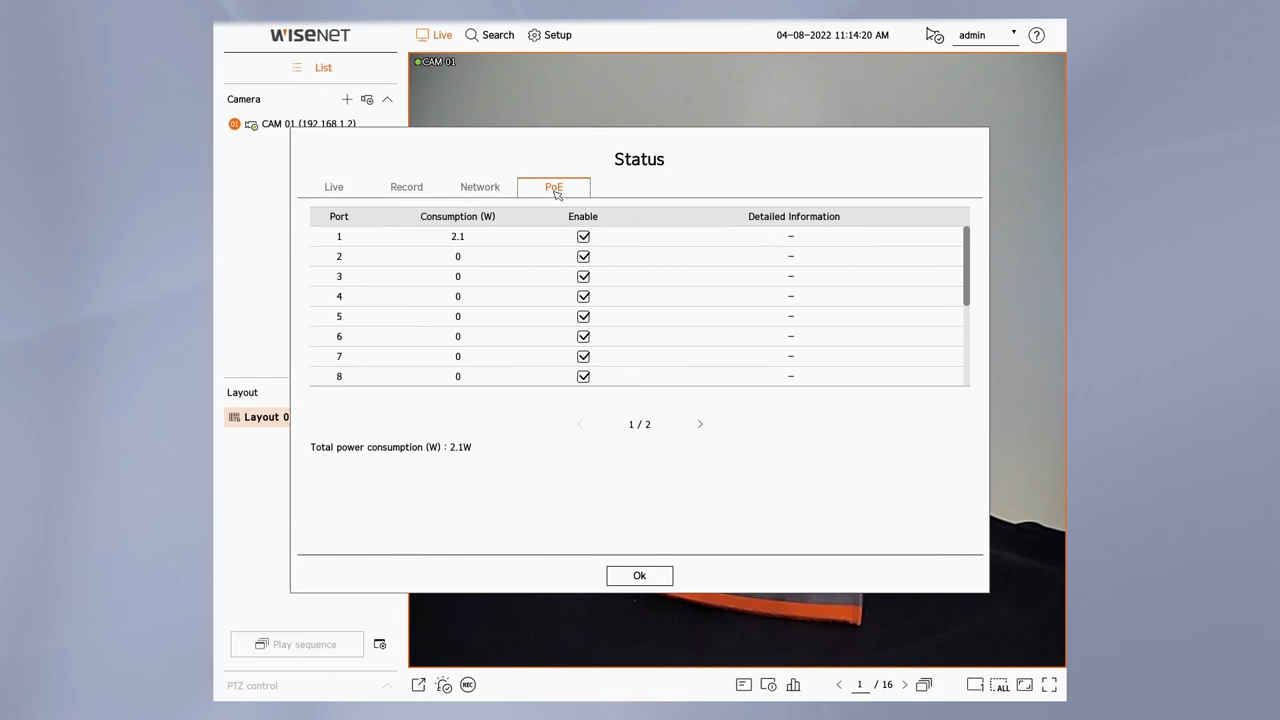 WISENET
Live
Search
Setup
04-08-2022 11:14:20 AM
admin
?
List
CAM 01
Camera
01 CAM 01 (192.168.1.2)
Status
Live
Record
Network
PoE
Port Consumption (W) Enable Detailed Information
1 2.1 –
2 0 –
3 0 –
4 0 –
5 0 –
6 0 –
7 0 –
8 0 –
Layout
Layout 0
1 / 2
Total power consumption (W) : 2.1W
Ok
Play sequence
PTZ control
REC
1 / 16
ALL